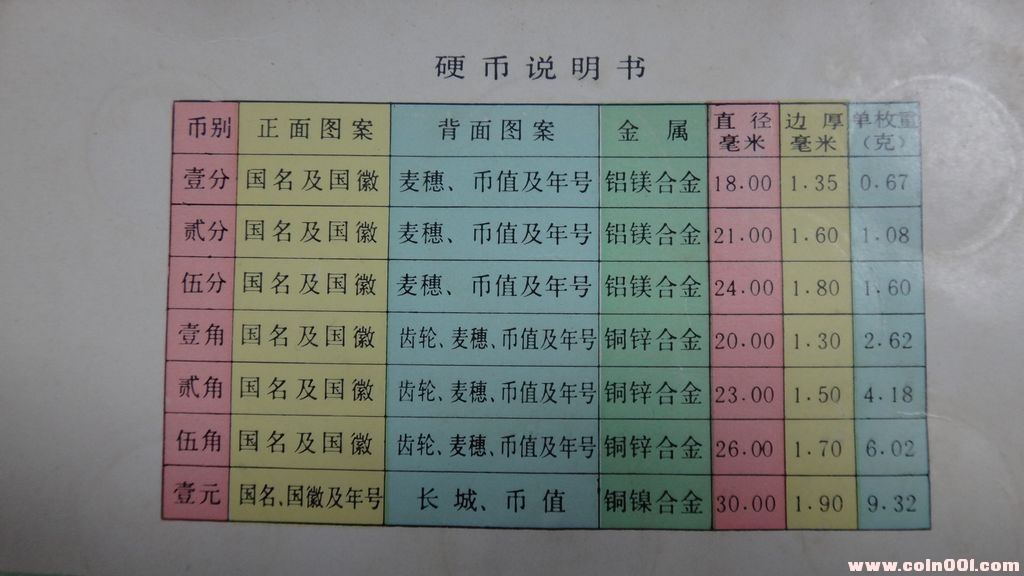 硬币说明书
币别 正面图案 背面图案 金属 直径毫米 边厚毫米 单枚重(克)
壹分 国名及国徽 麦穗、币值及年号 铝镁合金 18.00 1.35 0.67
贰分 国名及国徽 麦穗、币值及年号 铝镁合金 21.00 1.60 1.08
伍分 国名及国徽 麦穗、币值及年号 铝镁合金 24.00 1.80 1.60
壹角 国名及国徽 齿轮、麦穗、币值及年号 铜锌合金 20.00 1.30 2.62
贰角 国名及国徽 齿轮、麦穗、币值及年号 铜锌合金 23.00 1.50 4.18
伍角 国名及国徽 齿轮、麦穗、币值及年号 铜锌合金 26.00 1.70 6.02
壹元 国名、国徽及年号 长城、币值 铜镍合金 30.00 1.90 9.32
www.coin001.com